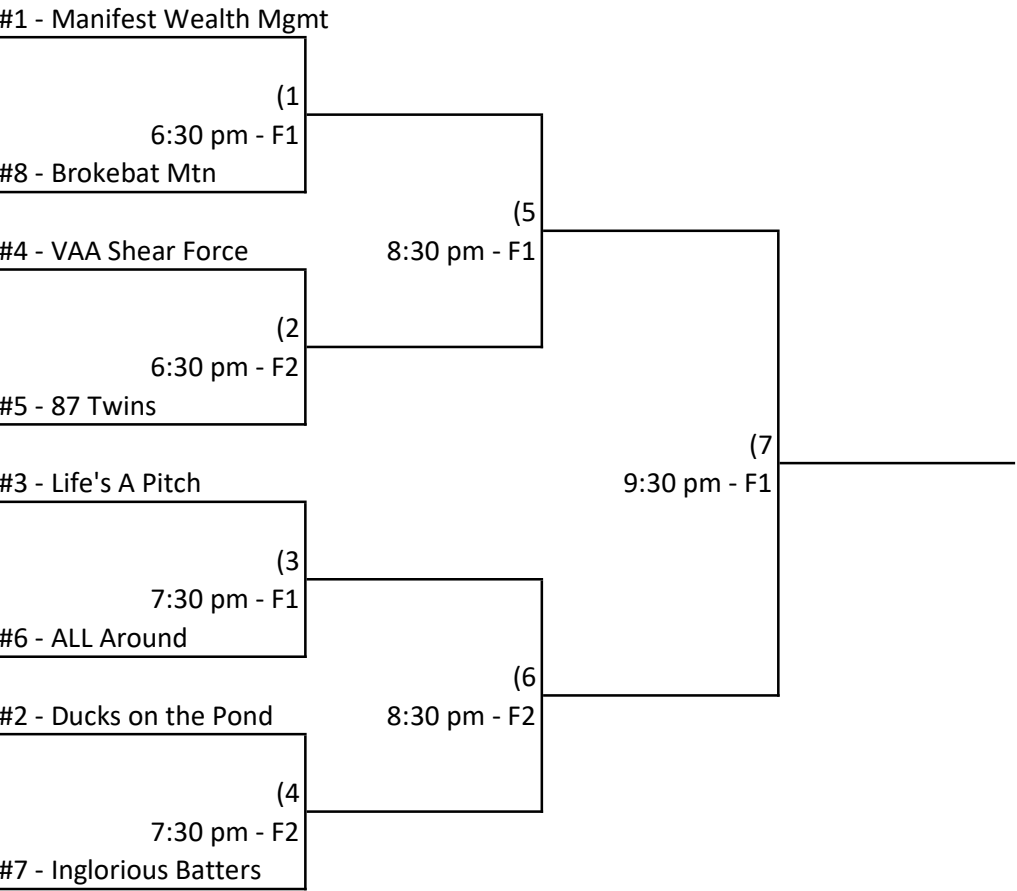 #1 - Manifest Wealth Mgmt
(1
6:30 pm - F1
#8 - Brokebat Mtn
(5
8:30 pm - F1
#4 - VAA Shear Force
(2
6:30 pm - F2
#5 - 87 Twins
(7
9:30 pm - F1
#3 - Life's A Pitch
(3
7:30 pm - F1
#6 - ALL Around
(6
8:30 pm - F2
#2 - Ducks on the Pond
(4
7:30 pm - F2
#7 - Inglorious Batters